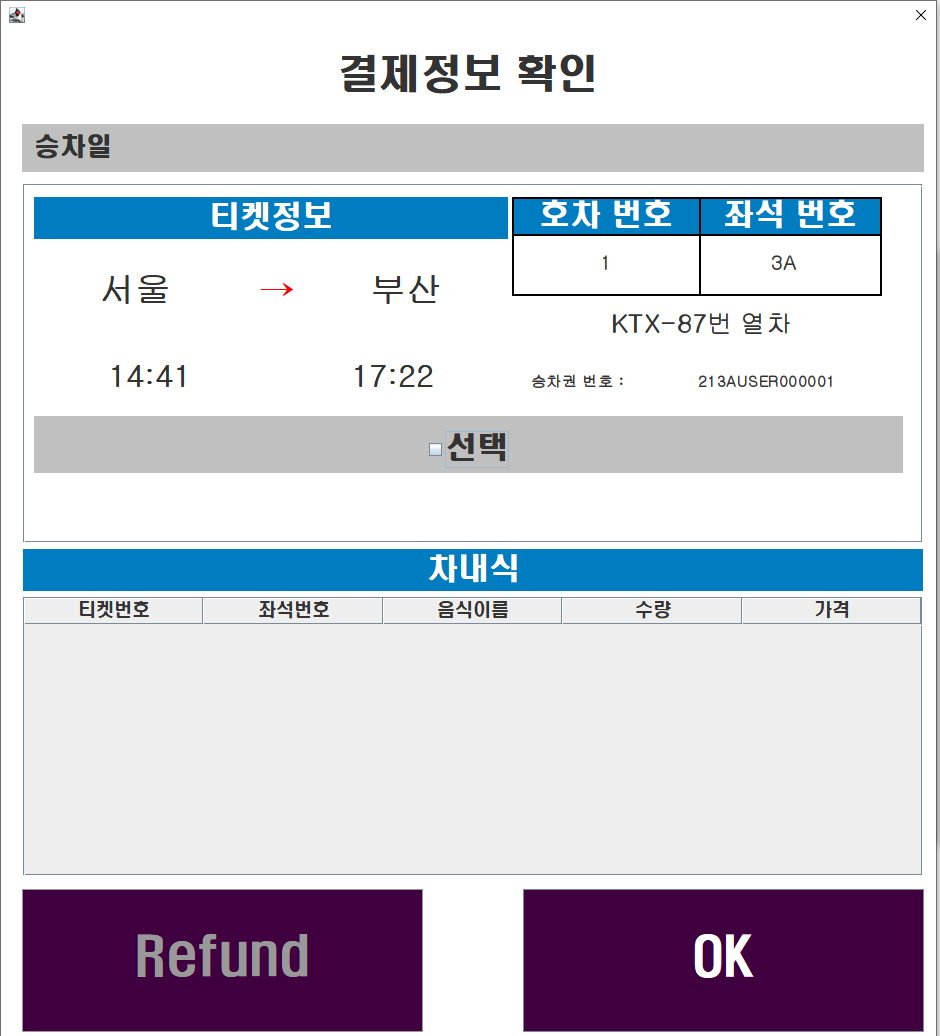 결제정보 확인
승차일
티켓정보
호차 번호 좌석 번호
1 3A
서울 → 부산
KTX-87번 열차
14:41 17:22
승차권 번호 : 213AUSER000001
선택
차내식
티켓번호 좌석번호 음식이름 수량 가격
Refund OK